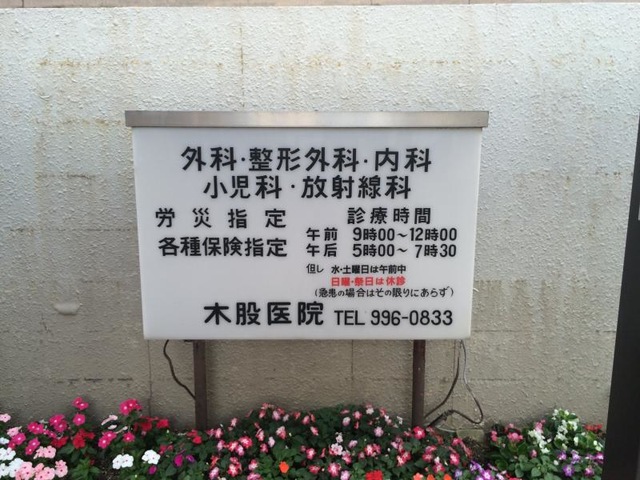 外科・整形外科・内科
小児科・放射線科
労災指定
各種保険指定
診療時間
午前 9時00〜12時00
午后 5時00〜 7時30
但し 水・土曜日は午前中
日曜・祭日は休診
(急患の場合はその限りにあらず)
木股医院 TEL 996-0833